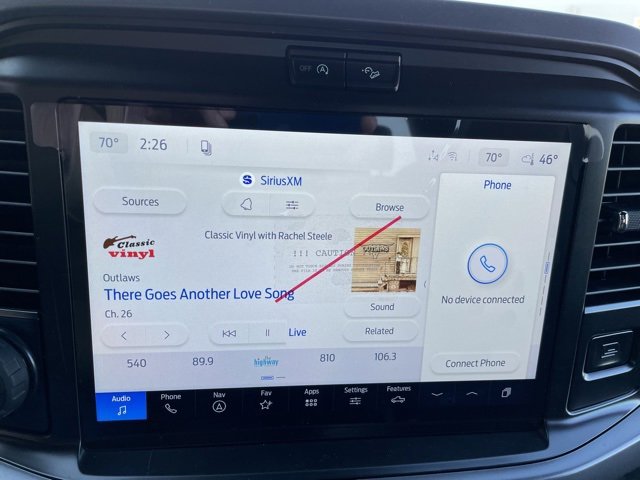 OFF
70°
2:26
70°
46°
SiriusXM
Phone
Sources
Browse
Classic Vinyl with Rachel Steele
Classic
vinyl
!!! CAUTION
Outlaws
There Goes Another Love Song
No device connected
Ch. 26
Sound
Live
Related
540
89.9
the
highway
810
106.3
Connect Phone
Audio
Phone
Nav
Fav
Apps
Settings
Features